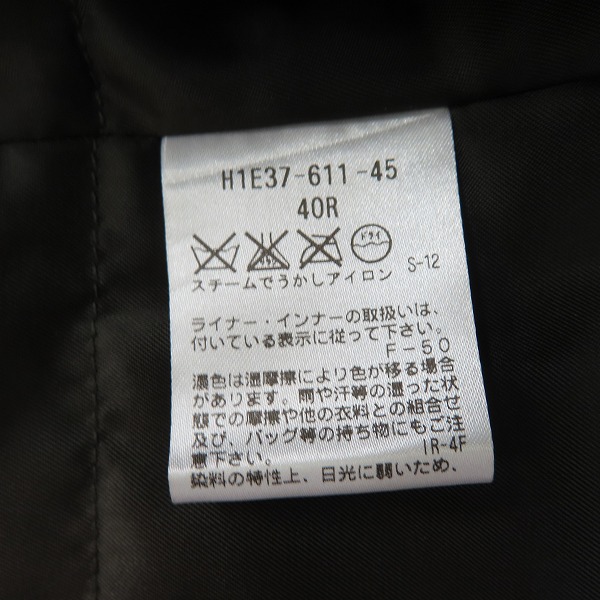 H1E37-611-45
40R
ドライ
スチームでうかしアイロン S-12
ライナー・インナーの取扱いは、
付いている表示に従って下さい。
F-50
濃色は湿摩擦により色が移る場合
があります。雨や汗等の湿った状
態での摩擦や他の衣料との組合せ
及び、バッグ等の持ち物にもご注
意下さい。 IR-4F
染料の特性上、日光に弱いため、